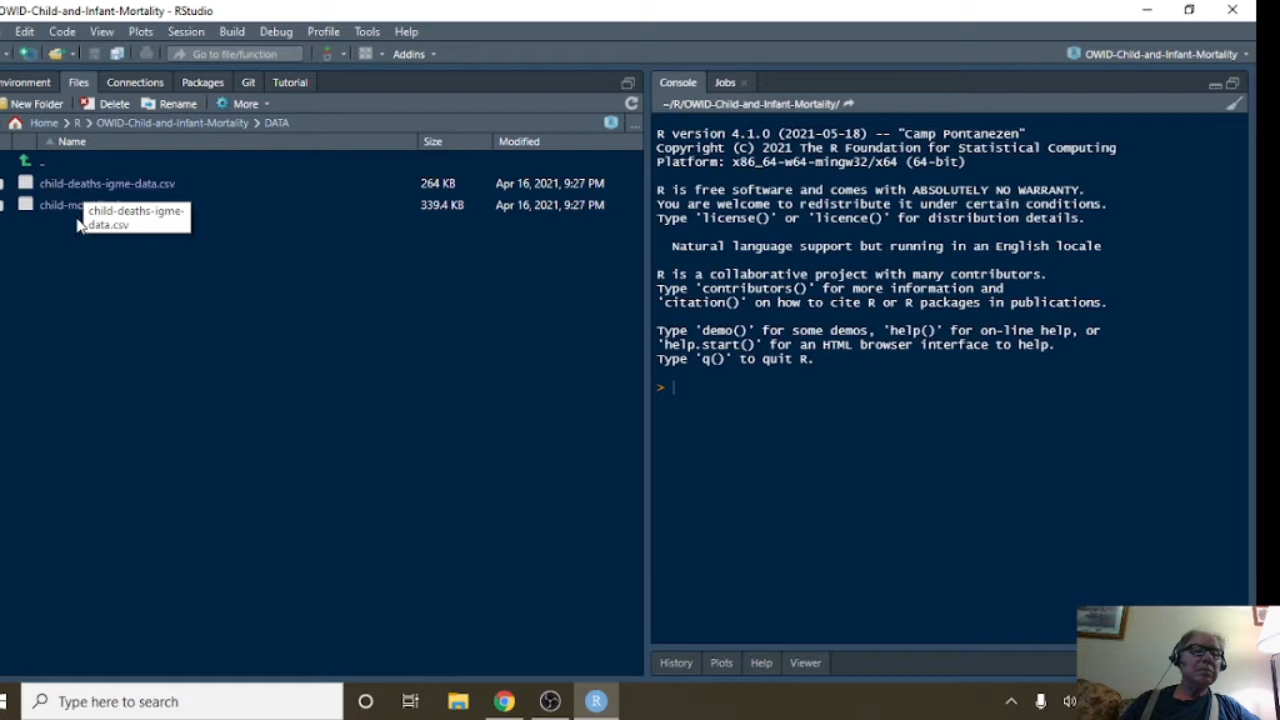 OWID-Child-and-Infant-Mortality - RStudio
Edit Code View Plots Session Build Debug Profile Tools Help
Go to file/function Addins OWID-Child-and-Infant-Mortality
Environment Files Connections Packages Git Tutorial
New Folder Delete Rename More
Home R OWID-Child-and-Infant-Mortality DATA
Name Size Modified
..
child-deaths-igme-data.csv 264 KB Apr 16, 2021, 9:27 PM
child-mo 339.4 KB Apr 16, 2021, 9:27 PM
child-deaths-igme-
data.csv
Console Jobs
~/R/OWID-Child-and-Infant-Mortality/
R version 4.1.0 (2021-05-18) -- "Camp Pontanezen"
Copyright (C) 2021 The R Foundation for Statistical Computing
Platform: x86_64-w64-mingw32/x64 (64-bit)
R is free software and comes with ABSOLUTELY NO WARRANTY.
You are welcome to redistribute it under certain conditions.
Type 'license()' or 'licence()' for distribution details.
Natural language support but running in an English locale
R is a collaborative project with many contributors.
Type 'contributors()' for more information and
'citation()' on how to cite R or R packages in publications.
Type 'demo()' for some demos, 'help()' for on-line help, or
'help.start()' for an HTML browser interface to help.
Type 'q()' to quit R.
>
History Plots Help Viewer
Type here to search